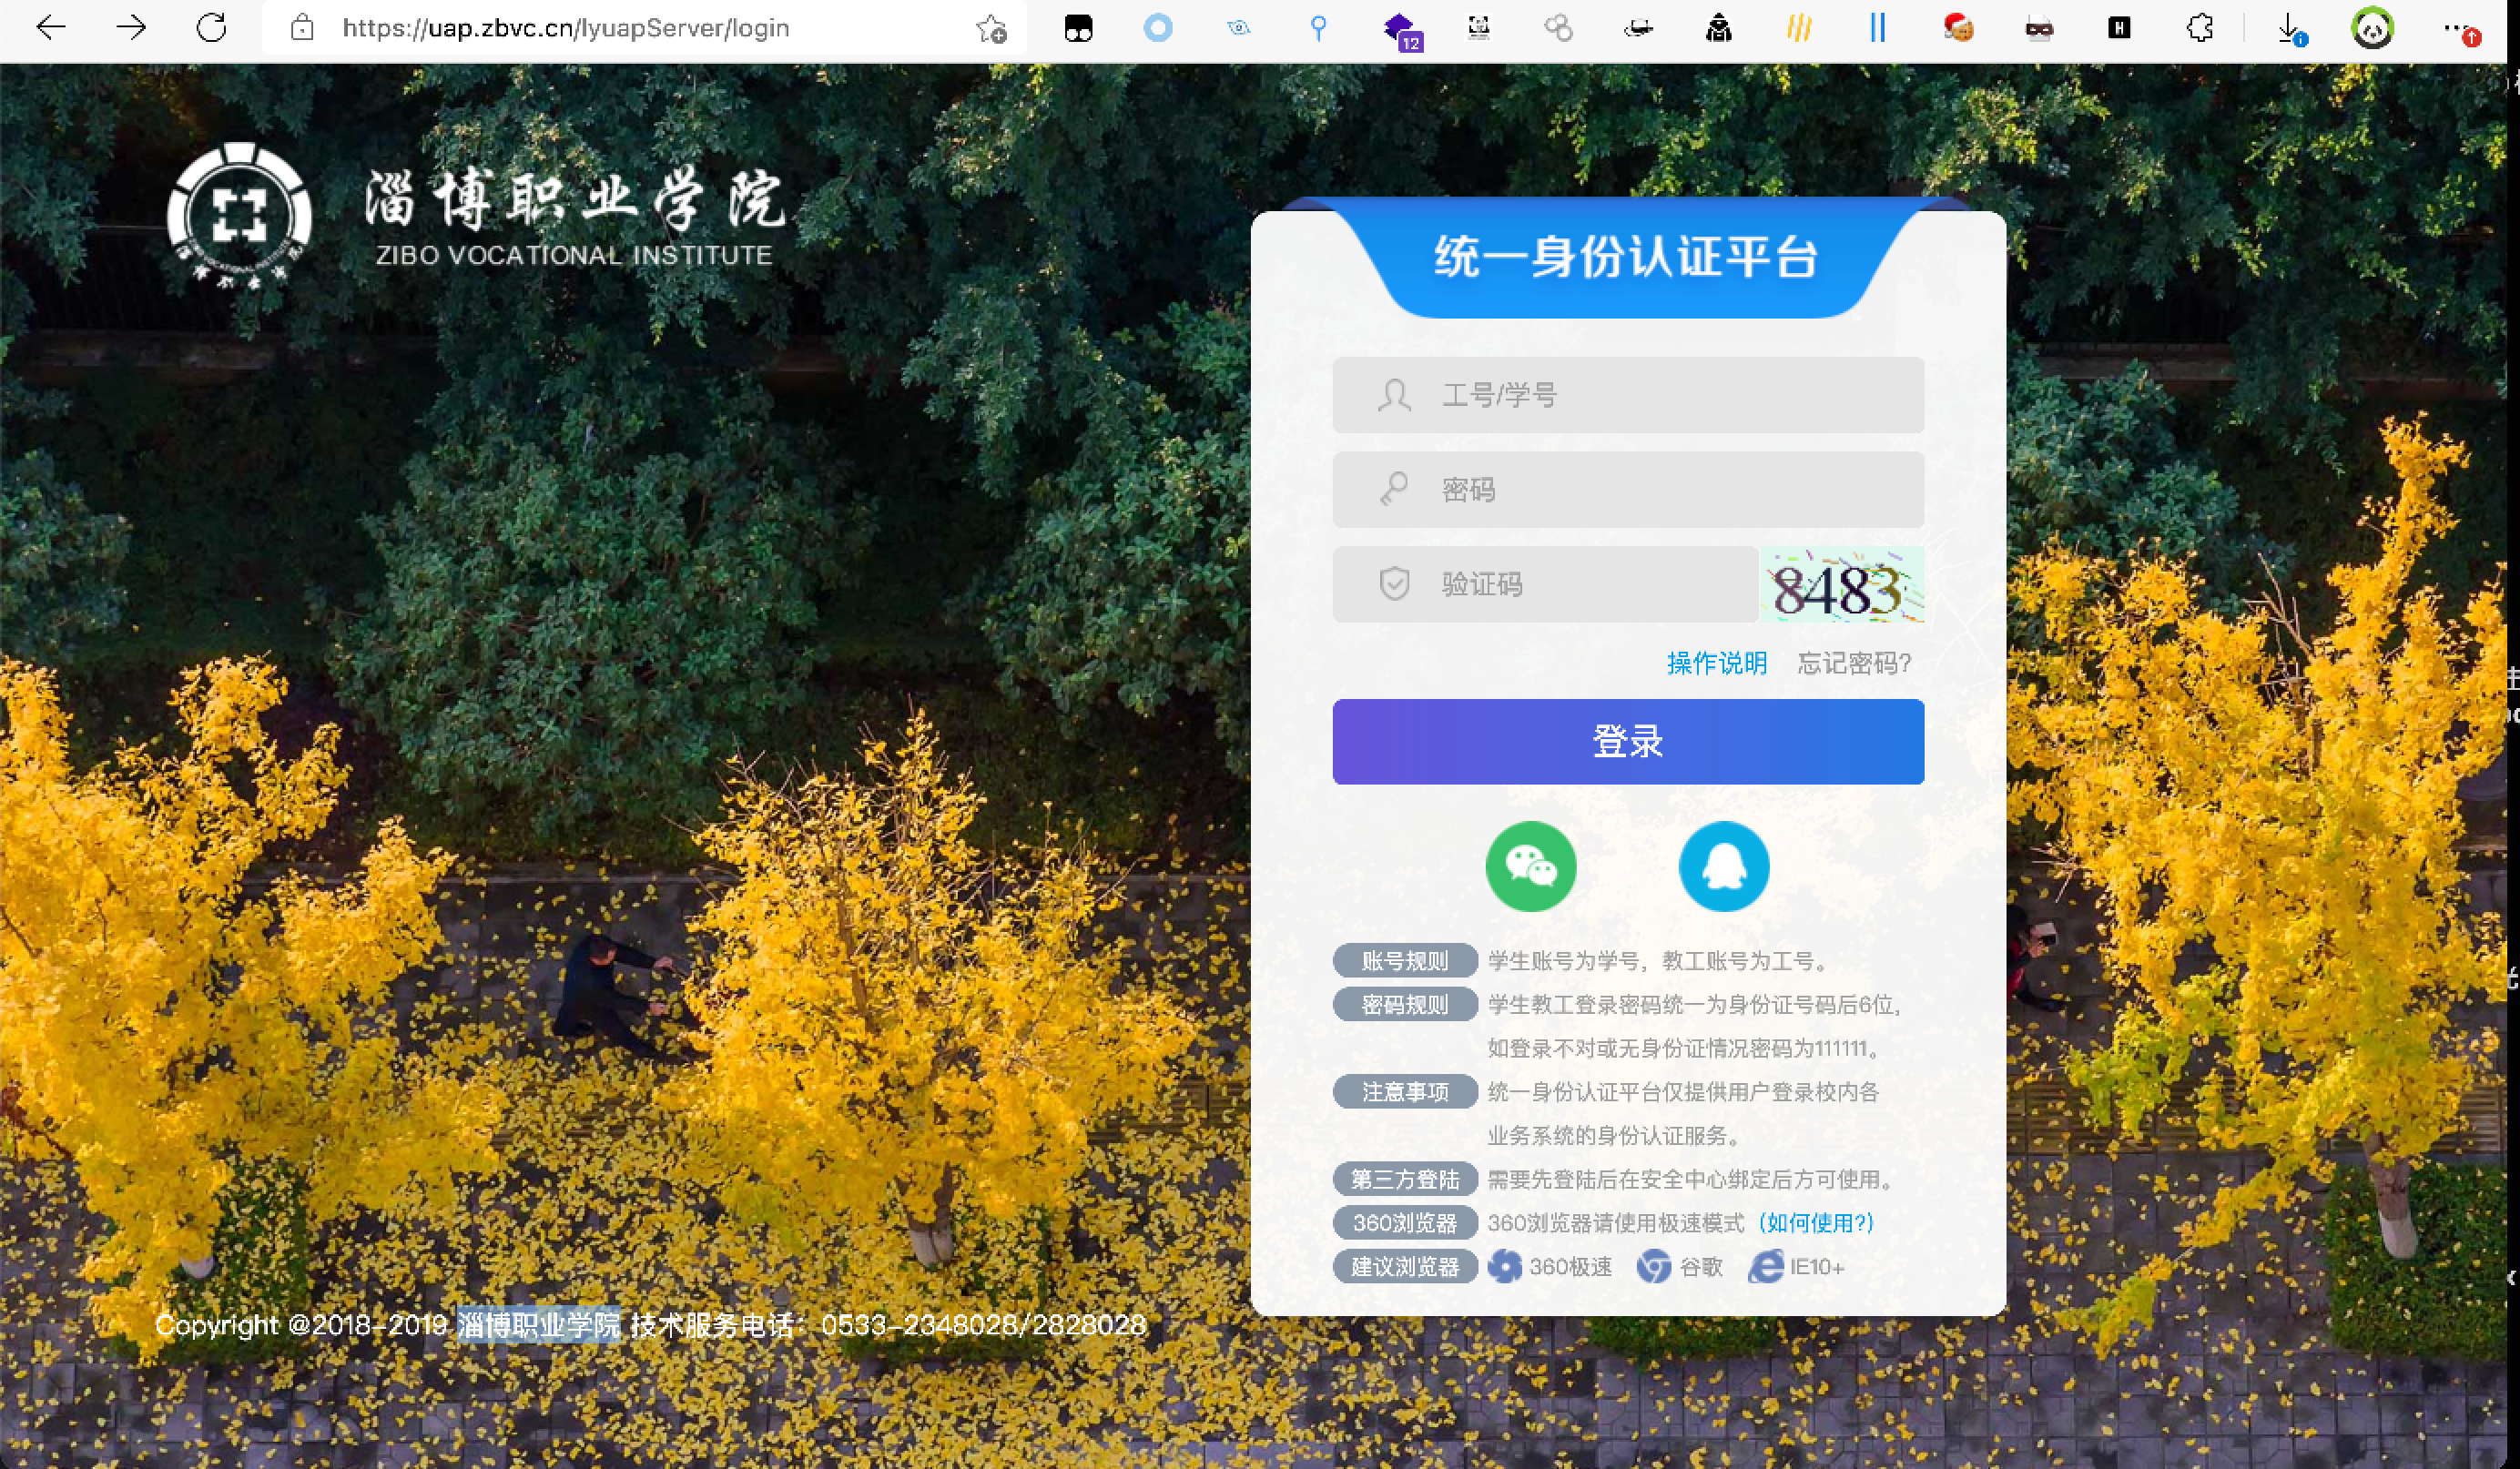 https://uap.zbvc.cn/lyuapServer/login
12
H
淄博职业学院
ZIBO VOCATIONAL INSTITUTE
统一身份认证平台
工号/学号
密码
验证码
8483
操作说明 忘记密码?
登录
账号规则 学生账号为学号，教工账号为工号。
密码规则 学生教工登录密码统一为身份证号码后6位，
如登录不对或无身份证情况密码为111111。
注意事项 统一身份认证平台仅提供用户登录校内各
业务系统的身份认证服务。
第三方登陆 需要先登陆后在安全中心绑定后方可使用。
360浏览器 360浏览器请使用极速模式（如何使用?）
建议浏览器 360极速 谷歌 IE10+
Copyright @2018-2019 淄博职业学院 技术服务电话：0533-2348028/2828028